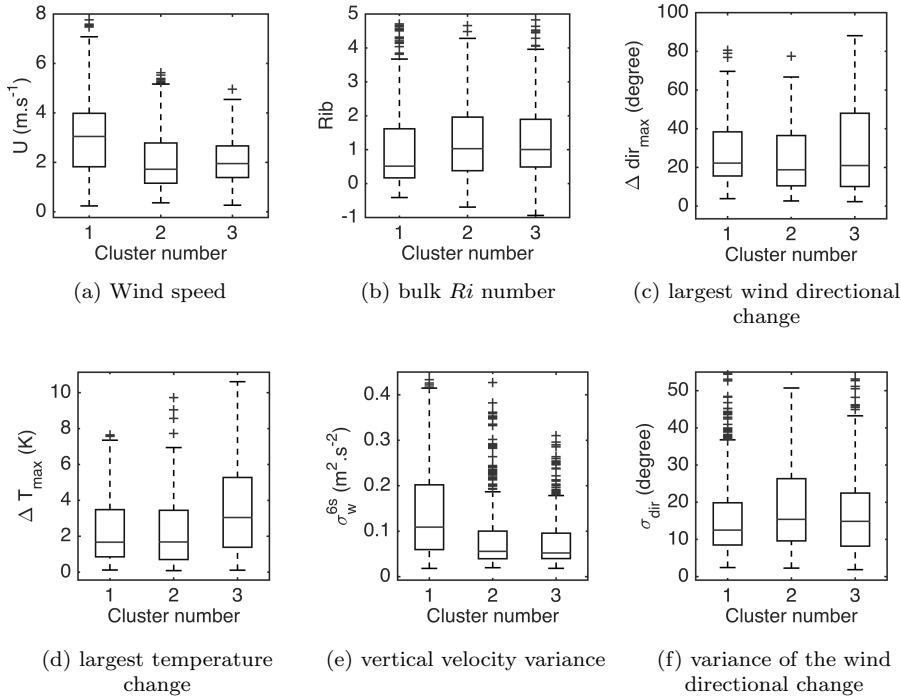 8
6
4
2
0
U (m.s-1)
1 2 3
Cluster number
(a) Wind speed
5
4
3
2
1
0
-1
Rib
1 2 3
Cluster number
(b) bulk Ri number
100
80
60
40
20
0
Δ dirmax (degree)
1 2 3
Cluster number
(c) largest wind directional
change
10
8
6
4
2
0
Δ Tmax (K)
1 2 3
Cluster number
(d) largest temperature
change
0.4
0.3
0.2
0.1
0
σw6s (m2.s-2)
1 2 3
Cluster number
(e) vertical velocity variance
50
40
30
20
10
0
σdir (degree)
1 2 3
Cluster number
(f) variance of the wind
directional change